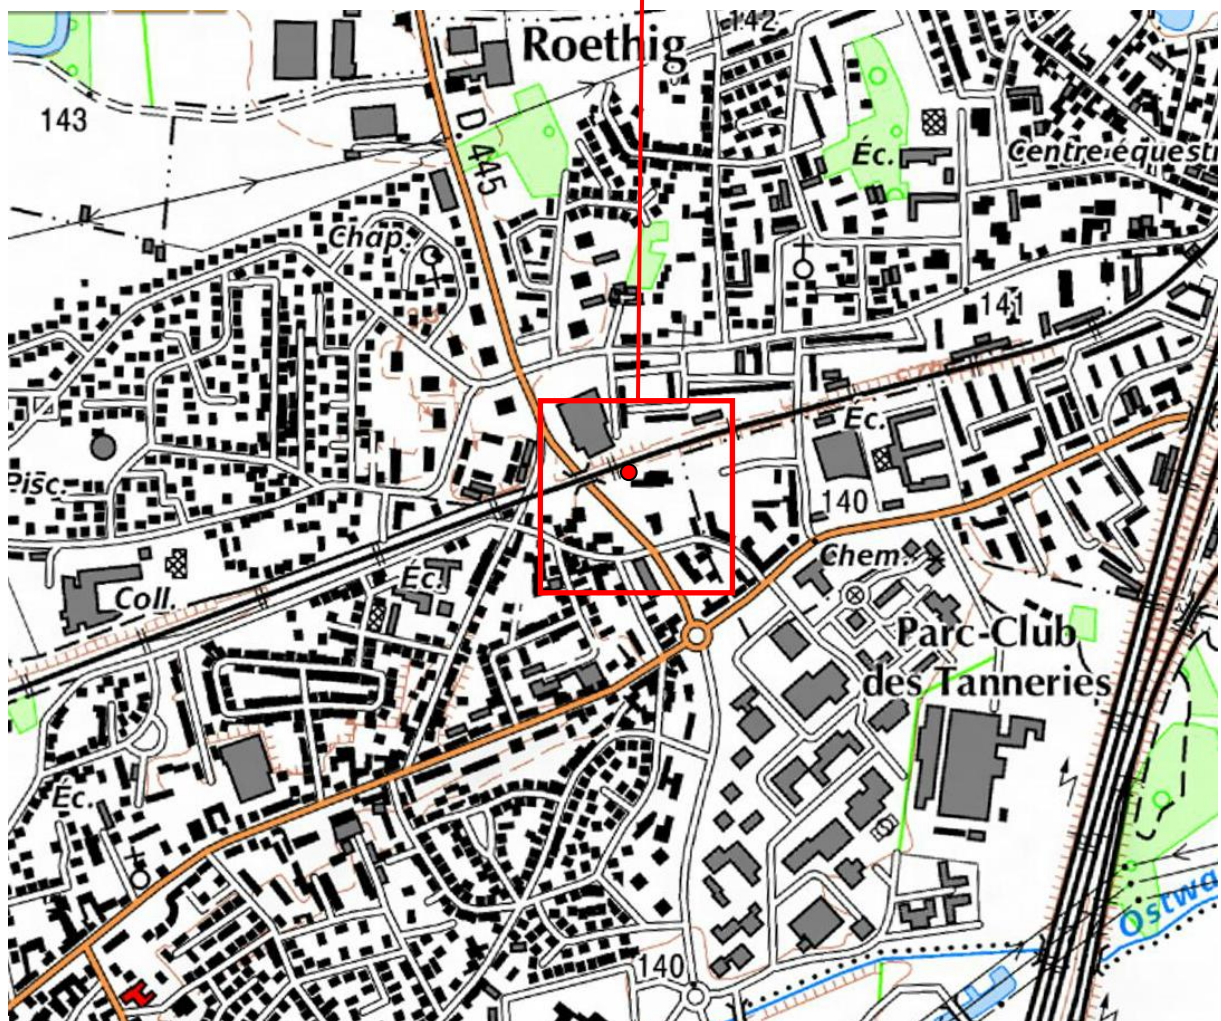 142
Roethig
143
D. 445
Éc.
Centre équestr
Chap.
141
Éc.
Pisc.
140
Chem.
Éc.
Coll.
Parc-Club
des Tanneries
Éc.
Ostwa
140